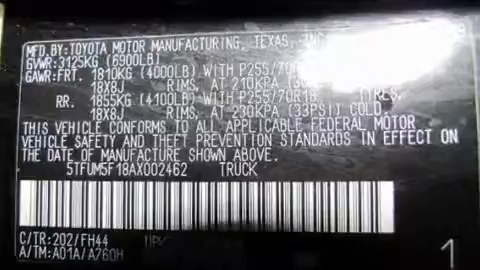 MFD. BY: TOYOTA MOTOR MANUFACTURING, TEXAS, INC.
GVWR: 3125KG (6900LB)
GAWR: FRT. 1810KG (4000LB) WITH P255/70R18
18X8J RIMS, AT 210KPA
RR. 1855KG (4100LB) WITH P255/70R18 TIRES,
18X8J RIMS, AT 230KPA (33PSI) COLD
THIS VEHICLE CONFORMS TO ALL APPLICABLE FEDERAL MOTOR
VEHICLE SAFETY AND THEFT PREVENTION STANDARDS IN EFFECT ON
THE DATE OF MANUFACTURE SHOWN ABOVE.
5TFUM5F18AX002462 TRUCK
C/TR: 202/FH44
A/TM: A01A/A760H
1